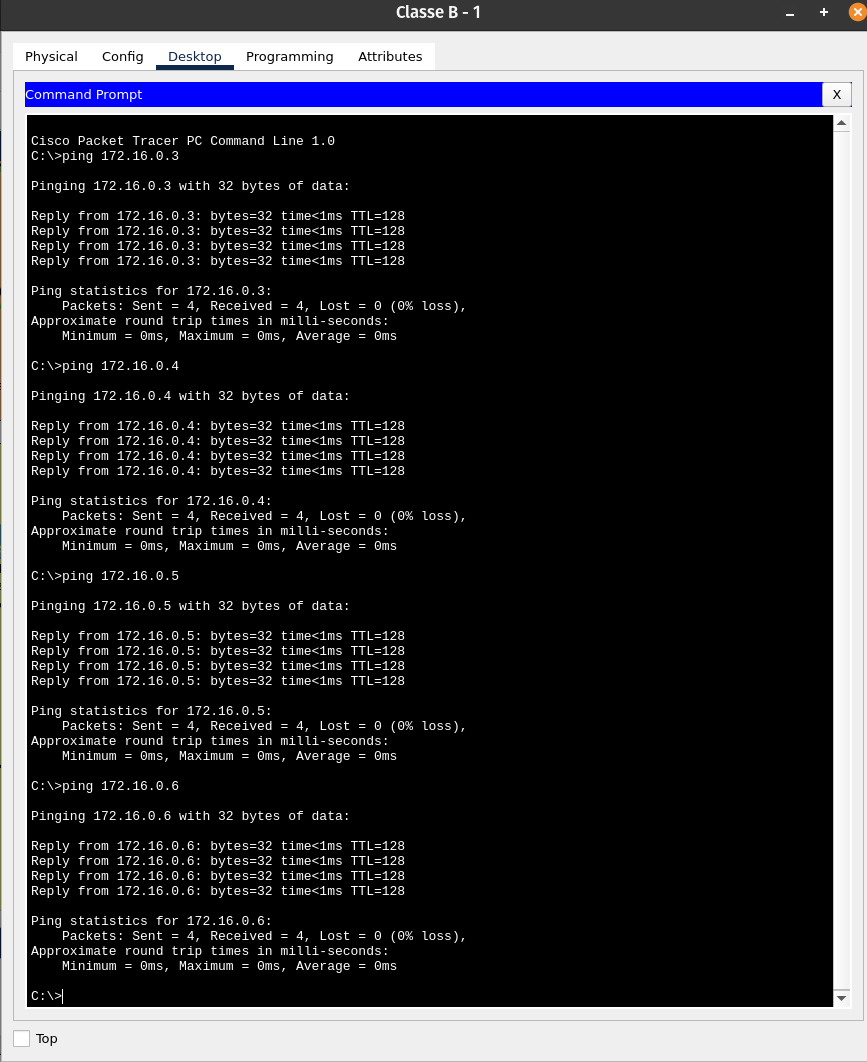 Classe B - 1
Physical Config Desktop Programming Attributes
Command Prompt
X
Cisco Packet Tracer PC Command Line 1.0
C:\>ping 172.16.0.3
Pinging 172.16.0.3 with 32 bytes of data:
Reply from 172.16.0.3: bytes=32 time<1ms TTL=128
Reply from 172.16.0.3: bytes=32 time<1ms TTL=128
Reply from 172.16.0.3: bytes=32 time<1ms TTL=128
Reply from 172.16.0.3: bytes=32 time<1ms TTL=128
Ping statistics for 172.16.0.3:
Packets: Sent = 4, Received = 4, Lost = 0 (0% loss),
Approximate round trip times in milli-seconds:
Minimum = 0ms, Maximum = 0ms, Average = 0ms
C:\>ping 172.16.0.4
Pinging 172.16.0.4 with 32 bytes of data:
Reply from 172.16.0.4: bytes=32 time<1ms TTL=128
Reply from 172.16.0.4: bytes=32 time<1ms TTL=128
Reply from 172.16.0.4: bytes=32 time<1ms TTL=128
Reply from 172.16.0.4: bytes=32 time<1ms TTL=128
Ping statistics for 172.16.0.4:
Packets: Sent = 4, Received = 4, Lost = 0 (0% loss),
Approximate round trip times in milli-seconds:
Minimum = 0ms, Maximum = 0ms, Average = 0ms
C:\>ping 172.16.0.5
Pinging 172.16.0.5 with 32 bytes of data:
Reply from 172.16.0.5: bytes=32 time<1ms TTL=128
Reply from 172.16.0.5: bytes=32 time<1ms TTL=128
Reply from 172.16.0.5: bytes=32 time<1ms TTL=128
Reply from 172.16.0.5: bytes=32 time<1ms TTL=128
Ping statistics for 172.16.0.5:
Packets: Sent = 4, Received = 4, Lost = 0 (0% loss),
Approximate round trip times in milli-seconds:
Minimum = 0ms, Maximum = 0ms, Average = 0ms
C:\>ping 172.16.0.6
Pinging 172.16.0.6 with 32 bytes of data:
Reply from 172.16.0.6: bytes=32 time<1ms TTL=128
Reply from 172.16.0.6: bytes=32 time<1ms TTL=128
Reply from 172.16.0.6: bytes=32 time<1ms TTL=128
Reply from 172.16.0.6: bytes=32 time<1ms TTL=128
Ping statistics for 172.16.0.6:
Packets: Sent = 4, Received = 4, Lost = 0 (0% loss),
Approximate round trip times in milli-seconds:
Minimum = 0ms, Maximum = 0ms, Average = 0ms
C:\>
Top